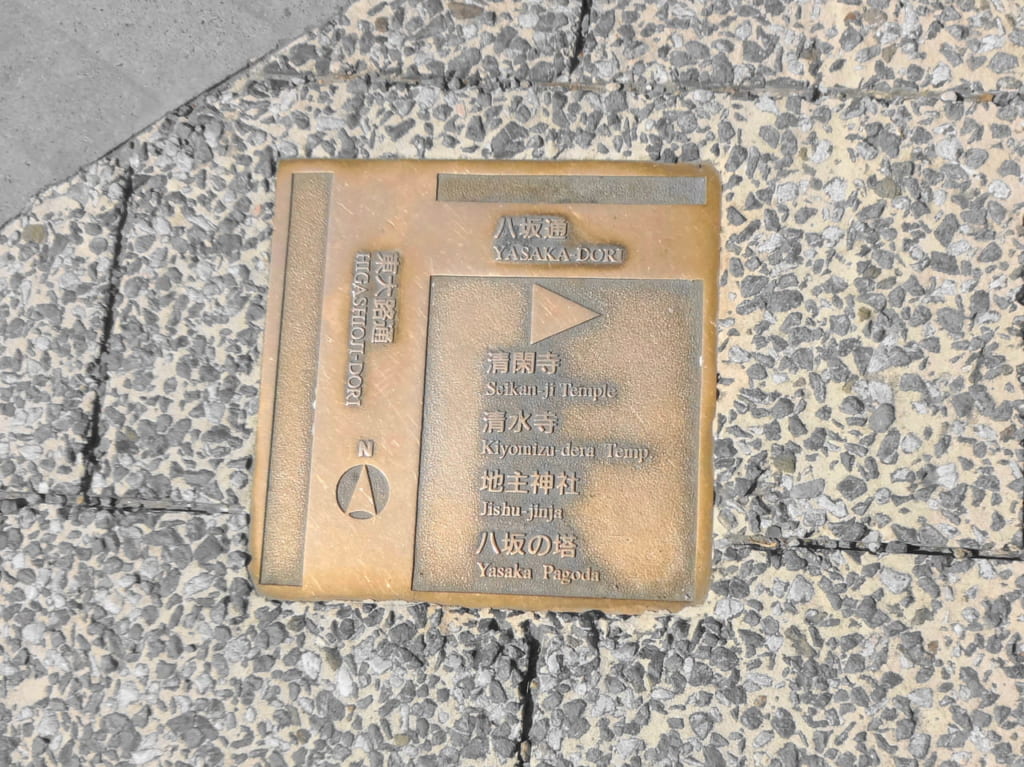 八坂通
YASAKA-DORI
東大路通
HIGASHIOJI-DORI
清閑寺
Seikan-ji Temple
清水寺
Kiyomizu-dera Temp.
地主神社
Jishu-jinja
八坂の塔
Yasaka Pagoda
N